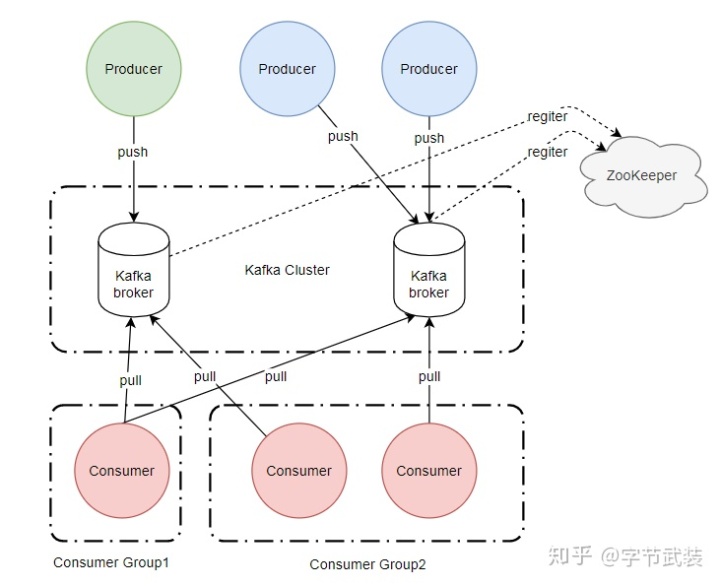 Producer
Producer
Producer
push
push
push
regiter
regiter
ZooKeeper
Kafka
broker
Kafka Cluster
Kafka
broker
pull
pull
pull
pull
Consumer
Consumer
Consumer
Consumer Group1
Consumer Group2
知乎 @字节武装